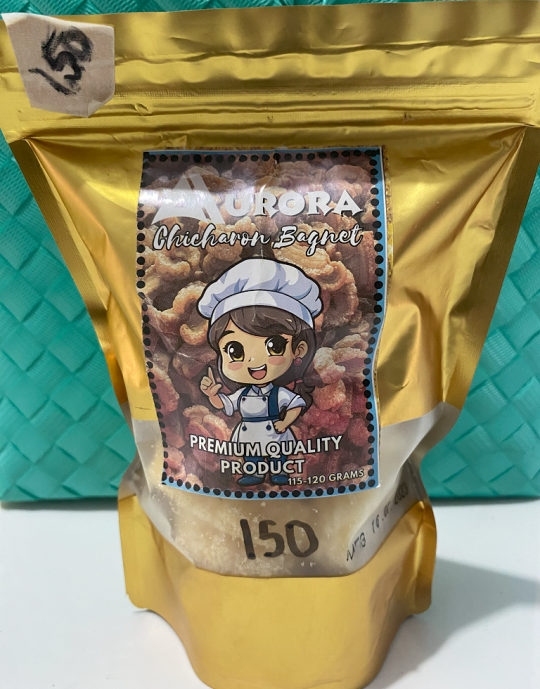 150
AURORA
Chicharon Bagnet
PREMIUM QUALITY
PRODUCT
115-120 GRAMS
150